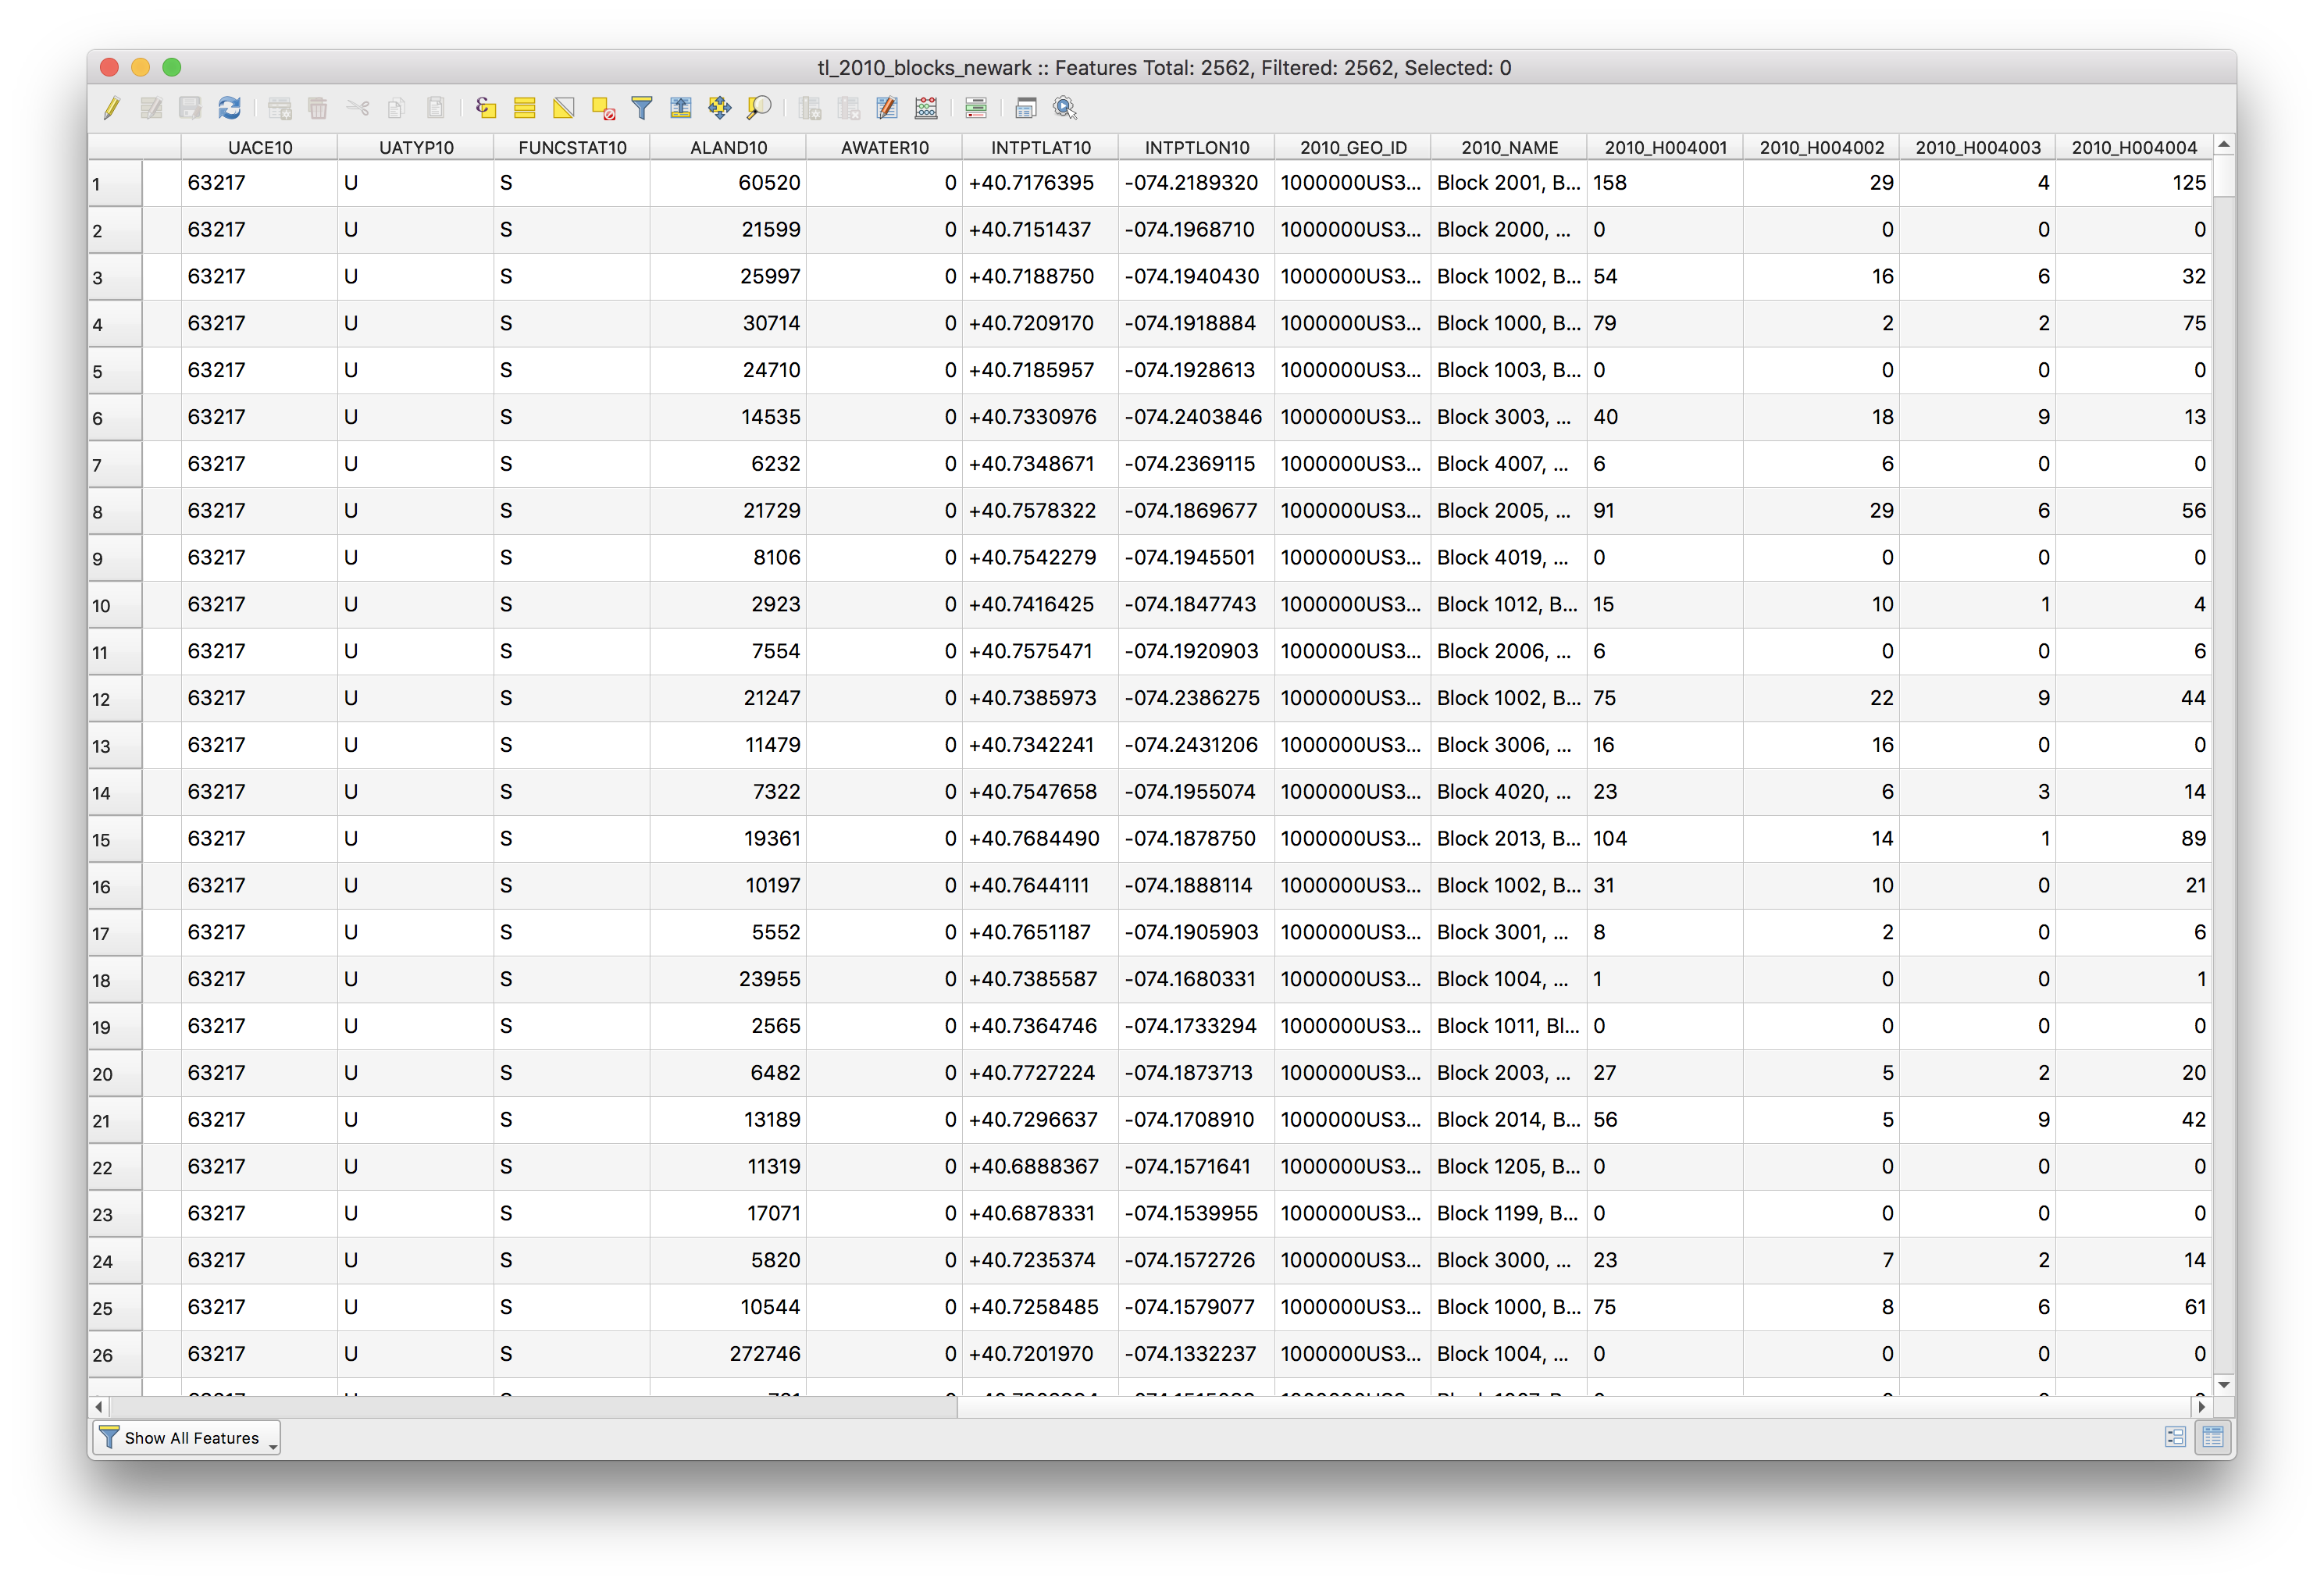 tl_2010_blocks_newark :: Features Total: 2562, Filtered: 2562, Selected: 0
UACE10 UATYP10 FUNCSTAT10 ALAND10 AWATER10 INTPTLAT10 INTPTLON10 2010_GEO_ID 2010_NAME 2010_H004001 2010_H004002 2010_H004003 2010_H004004
1 63217 U S 60520 0 +40.7176395 -074.2189320 1000000US3... Block 2001, B... 158 29 4 125
2 63217 U S 21599 0 +40.7151437 -074.1968710 1000000US3... Block 2000, ... 0 0 0 0
3 63217 U S 25997 0 +40.7188750 -074.1940430 1000000US3... Block 1002, B... 54 16 6 32
4 63217 U S 30714 0 +40.7209170 -074.1918884 1000000US3... Block 1000, B... 79 2 2 75
5 63217 U S 24710 0 +40.7185957 -074.1928613 1000000US3... Block 1003, B... 0 0 0 0
6 63217 U S 14535 0 +40.7330976 -074.2403846 1000000US3... Block 3003, ... 40 18 9 13
7 63217 U S 6232 0 +40.7348671 -074.2369115 1000000US3... Block 4007, ... 6 6 0 0
8 63217 U S 21729 0 +40.7578322 -074.1869677 1000000US3... Block 2005, ... 91 29 6 56
9 63217 U S 8106 0 +40.7542279 -074.1945501 1000000US3... Block 4019, ... 0 0 0 0
10 63217 U S 2923 0 +40.7416425 -074.1847743 1000000US3... Block 1012, B... 15 10 1 4
11 63217 U S 7554 0 +40.7575471 -074.1920903 1000000US3... Block 2006, ... 6 0 0 6
12 63217 U S 21247 0 +40.7385973 -074.2386275 1000000US3... Block 1002, B... 75 22 9 44
13 63217 U S 11479 0 +40.7342241 -074.2431206 1000000US3... Block 3006, ... 16 16 0 0
14 63217 U S 7322 0 +40.7547658 -074.1955074 1000000US3... Block 4020, ... 23 6 3 14
15 63217 U S 19361 0 +40.7684490 -074.1878750 1000000US3... Block 2013, B... 104 14 1 89
16 63217 U S 10197 0 +40.7644111 -074.1888114 1000000US3... Block 1002, B... 31 10 0 21
17 63217 U S 5552 0 +40.7651187 -074.1905903 1000000US3... Block 3001, ... 8 2 0 6
18 63217 U S 23955 0 +40.7385587 -074.1680331 1000000US3... Block 1004, ... 1 0 0 1
19 63217 U S 2565 0 +40.7364746 -074.1733294 1000000US3... Block 1011, Bl... 0 0 0 0
20 63217 U S 6482 0 +40.7727224 -074.1873713 1000000US3... Block 2003, ... 27 5 2 20
21 63217 U S 13189 0 +40.7296637 -074.1708910 1000000US3... Block 2014, B... 56 5 9 42
22 63217 U S 11319 0 +40.6888367 -074.1571641 1000000US3... Block 1205, B... 0 0 0 0
23 63217 U S 17071 0 +40.6878331 -074.1539955 1000000US3... Block 1199, B... 0 0 0 0
24 63217 U S 5820 0 +40.7235374 -074.1572726 1000000US3... Block 3000, ... 23 7 2 14
25 63217 U S 10544 0 +40.7258485 -074.1579077 1000000US3... Block 1000, B... 75 8 6 61
26 63217 U S 272746 0 +40.7201970 -074.1332237 1000000US3... Block 1004, ... 0 0 0 0
Show All Features